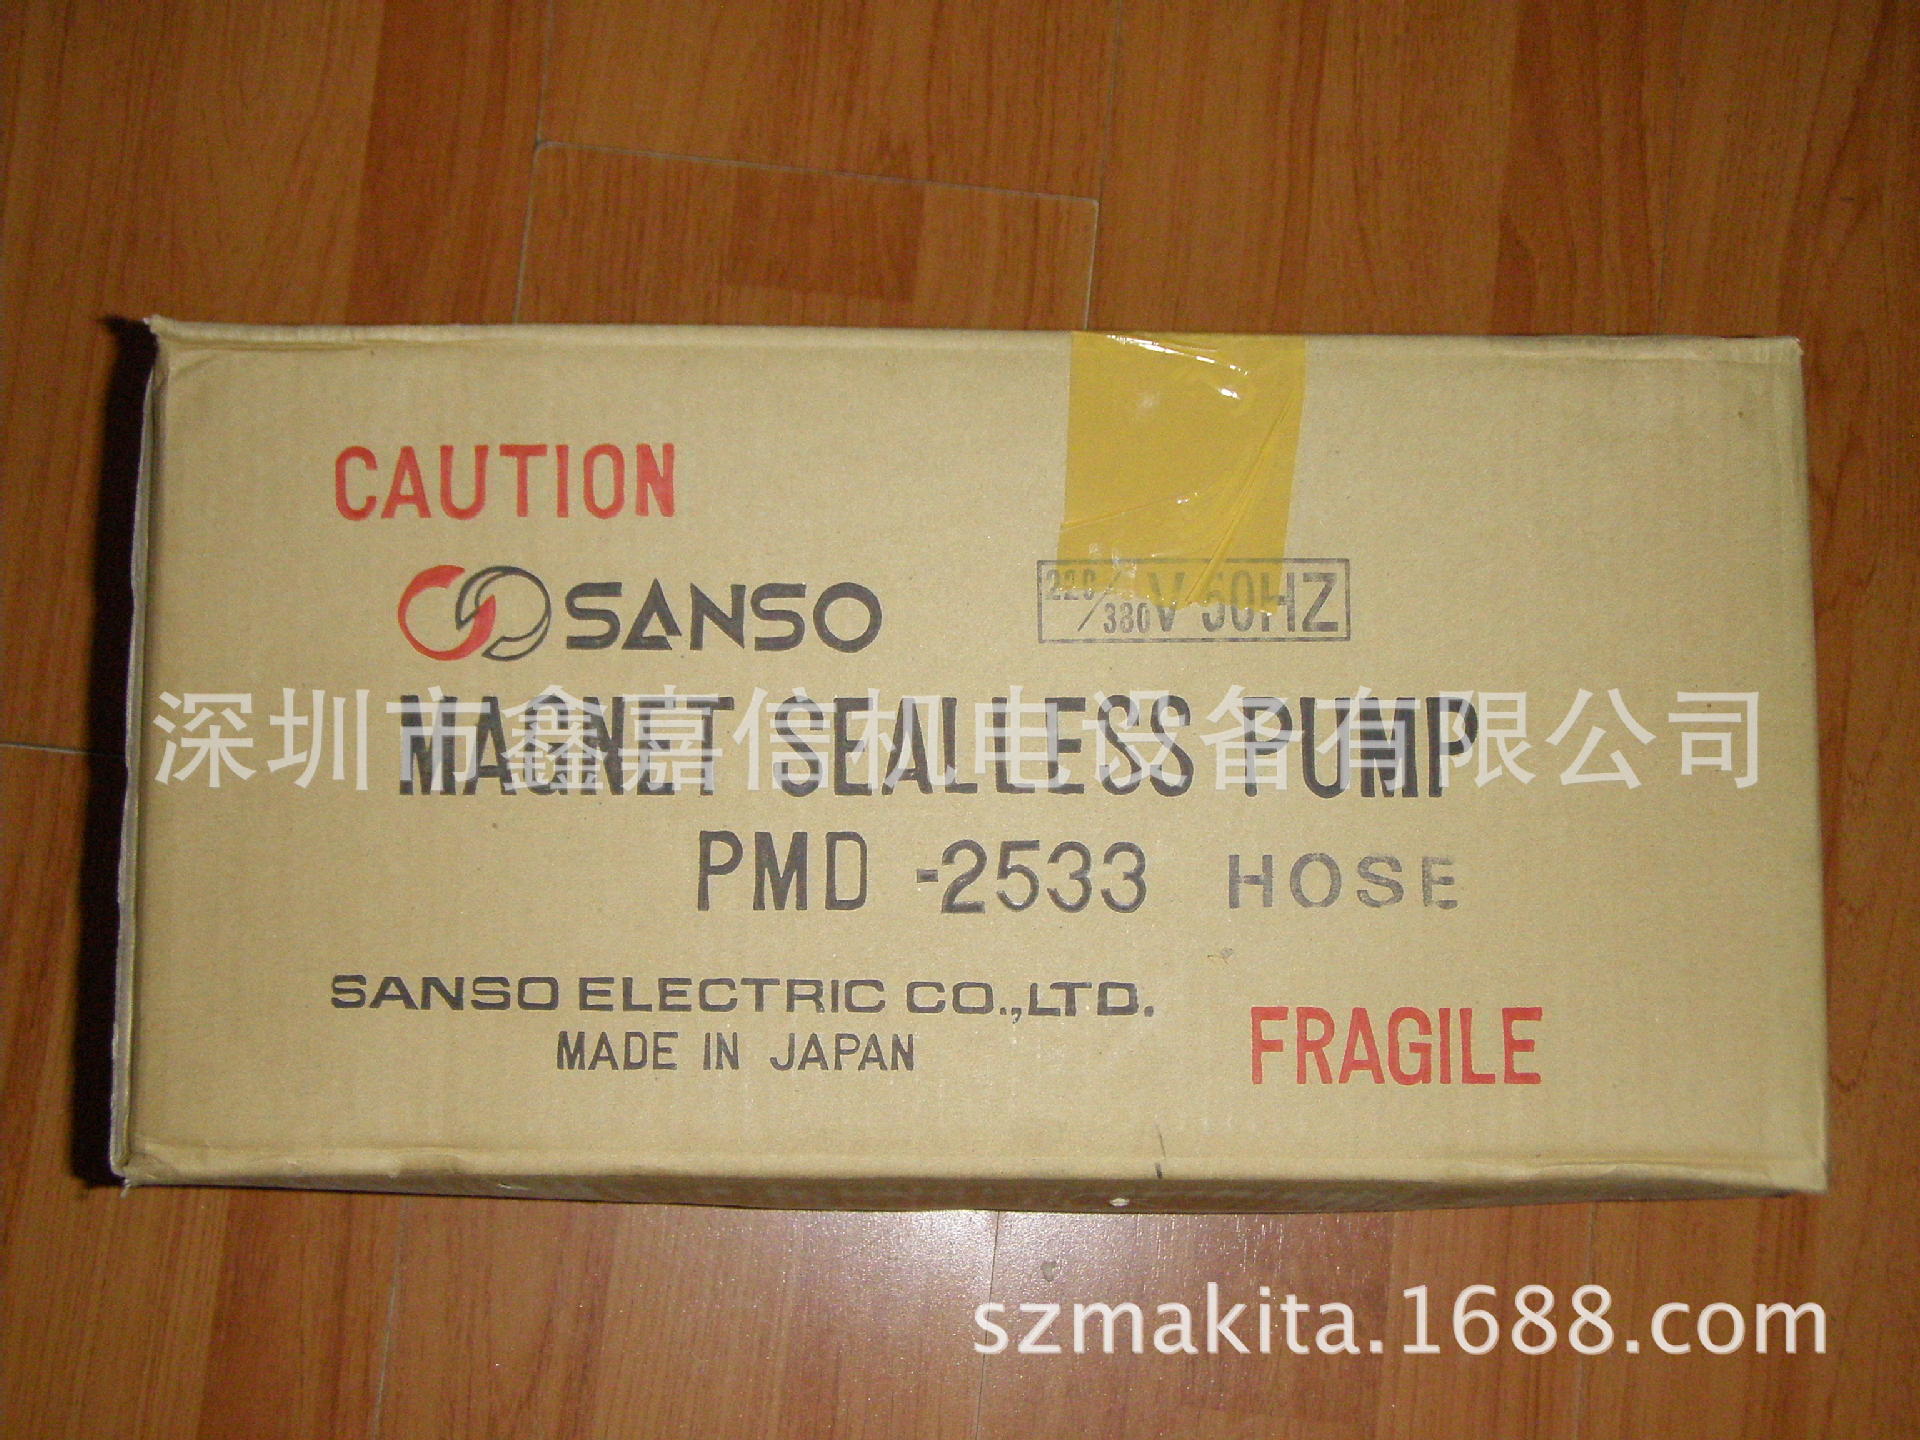 CAUTION
SANSO
220/380V 50HZ
MAGNET SEALLESS PUMP
深圳市鑫嘉信机电设备有限公司
PMD -2533 HOSE
SANSO ELECTRIC CO.,LTD.
MADE IN JAPAN
FRAGILE
szmakita.1688.com